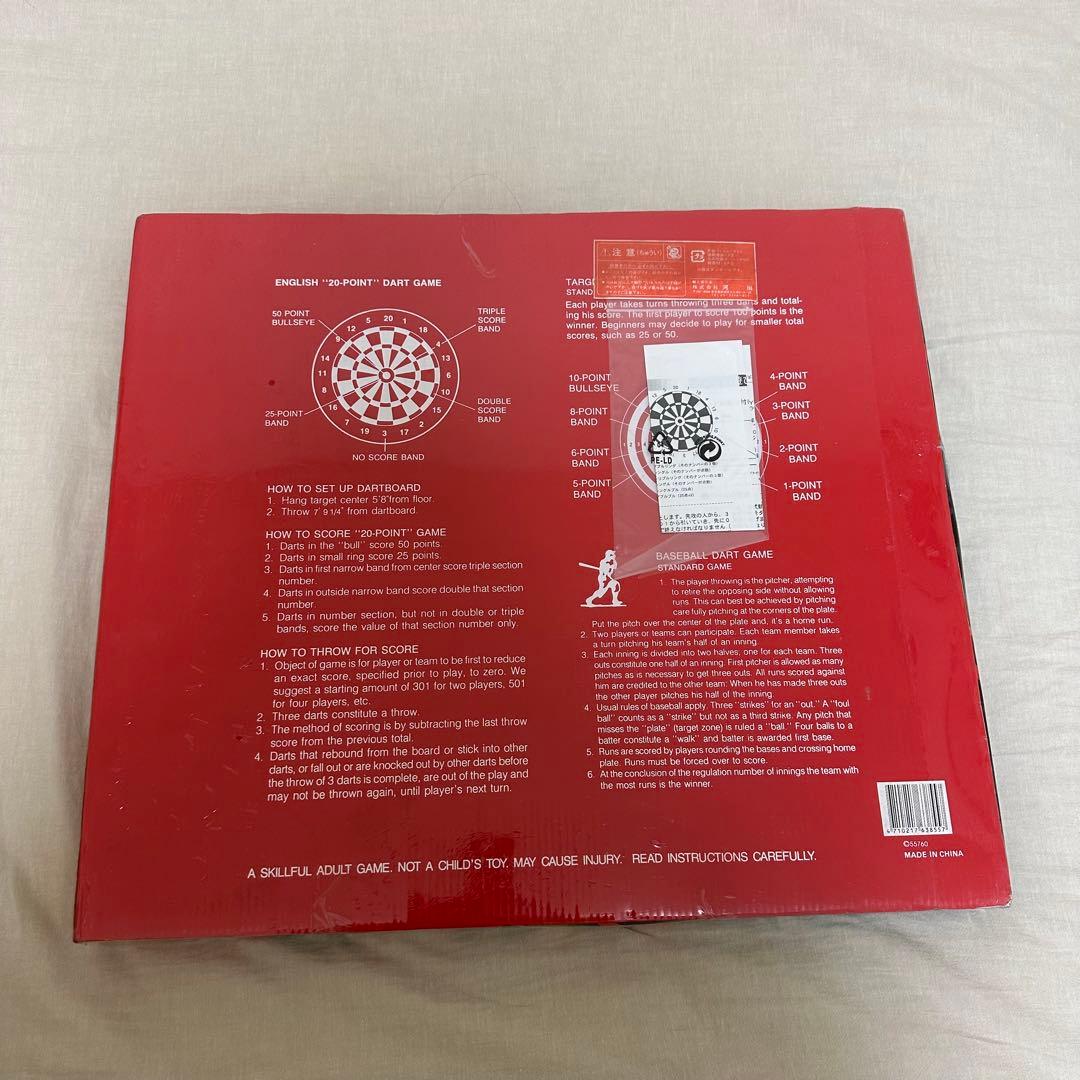 ENGLISH "20-POINT" DART GAME
50 POINT
BULLSEYE
TRIPLE
SCORE
BAND
12 5 20 1 18
14 4
11 13
8 6
16 10
7 19 3 17 2 15
25-POINT
BAND
DOUBLE
SCORE
BAND
NO SCORE BAND
HOW TO SET UP DARTBOARD
1. Hang target center 5'8"from floor.
2. Throw 7' 9 1/4" from dartboard.
HOW TO SCORE "20-POINT" GAME
1. Darts in the "bull" score 50 points.
2. Darts in small ring score 25 points.
3. Darts in first narrow band from center score triple section
number.
4. Darts in outside narrow band score double that section
number.
5. Darts in number section, but not in double or triple
bands, score the value of that section number only.
HOW TO THROW FOR SCORE
1. Object of game is for player or team to be first to reduce
an exact score, specified prior to play, to zero. We
suggest a starting amount of 301 for two players, 501
for four players, etc.
2. Three darts constitute a throw.
3. The method of scoring is by subtracting the last throw
score from the previous total.
4. Darts that rebound from the board or stick into other
darts, or fall out or are knocked out by other darts before
the throw of 3 darts is complete, are out of the play and
may not be thrown again, until player's next turn.
注意(ちゅうい)
株式会社
Each player takes turns throwing three darts and total-
ing his score. The first player to socre 100 points is the
winner. Beginners may decide to play for smaller total
scores, such as 25 or 50.
10-POINT
BULLSEYE
8-POINT
BAND
6-POINT
BAND
5-POINT
BAND
4-POINT
BAND
3-POINT
BAND
2-POINT
BAND
1-POINT
BAND
PE-LD
BASEBALL DART GAME
STANDARD GAME
1. The player throwing is the pitcher, attempting
to retire the opposing side without allowing
runs. This can best be achieved by pitching
care fully pitching at the corners of the plate.
Put the pitch over the center of the plate and, it's a home run.
2. Two players or teams can participate. Each team member takes
a turn pitching his team's half of an inning.
3. Each inning is divided into two halves, one for each team. Three
outs constitute one half of an inning. First pitcher is allowed as many
pitches as is necessary to get three outs. All runs scored against
him are credited to the other team. When he has made three outs
the other player pitches his half of the inning.
4. Usual rules of baseball apply. Three "strikes" for an "out." A "foul
ball" counts as a "strike" but not as a third strike. Any pitch that
misses the "plate" (target zone) is ruled a "ball." Four balls to a
batter constitute a "walk" and batter is awarded first base.
5. Runs are scored by players rounding the bases and crossing home
plate. Runs must be forced over to score.
6. At the conclusion of the regulation number of innings the team with
the most runs is the winner.
4 710217 638557
©55760
MADE IN CHINA
A SKILLFUL ADULT GAME. NOT A CHILD'S TOY. MAY CAUSE INJURY. READ INSTRUCTIONS CAREFULLY.